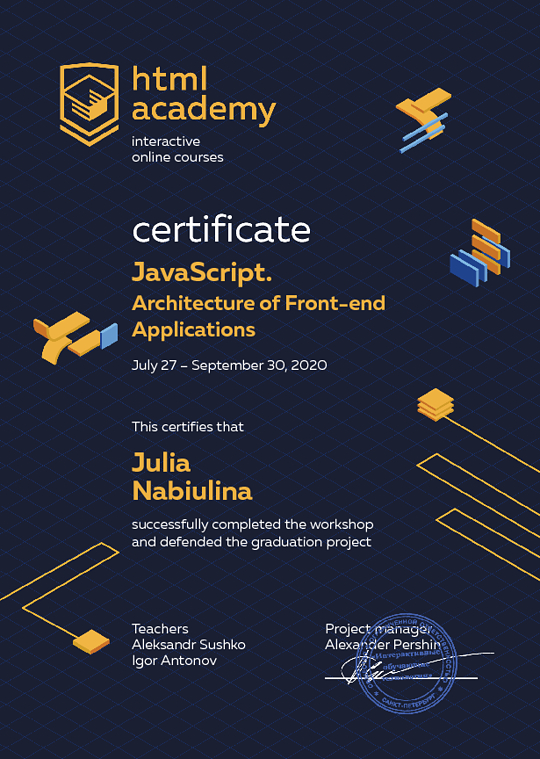 html
academy
interactive
online courses
certificate
JavaScript.
Architecture of Front-end
Applications
July 27 – September 30, 2020
This certifies that
Julia
Nabiulina
successfully completed the workshop
and defended the graduation project
Teachers
Aleksandr Sushko
Igor Antonov
Project manager
Alexander Pershin
Интерактивные
обучающие
САНКТ-ПЕТЕРБУРГ